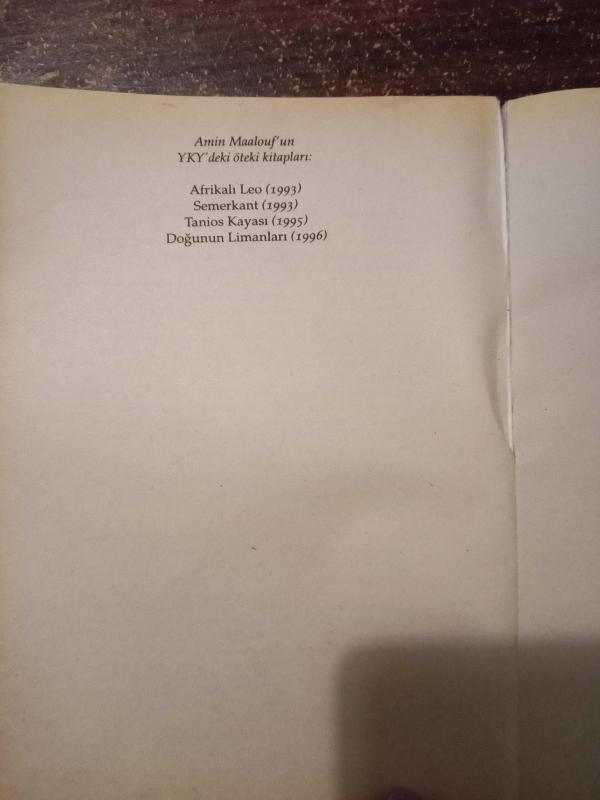 Amin Maalouf'un
YKY'deki öteki kitapları:
Afrikalı Leo (1993)
Semerkant (1993)
Tanios Kayası (1995)
Doğunun Limanları (1996)